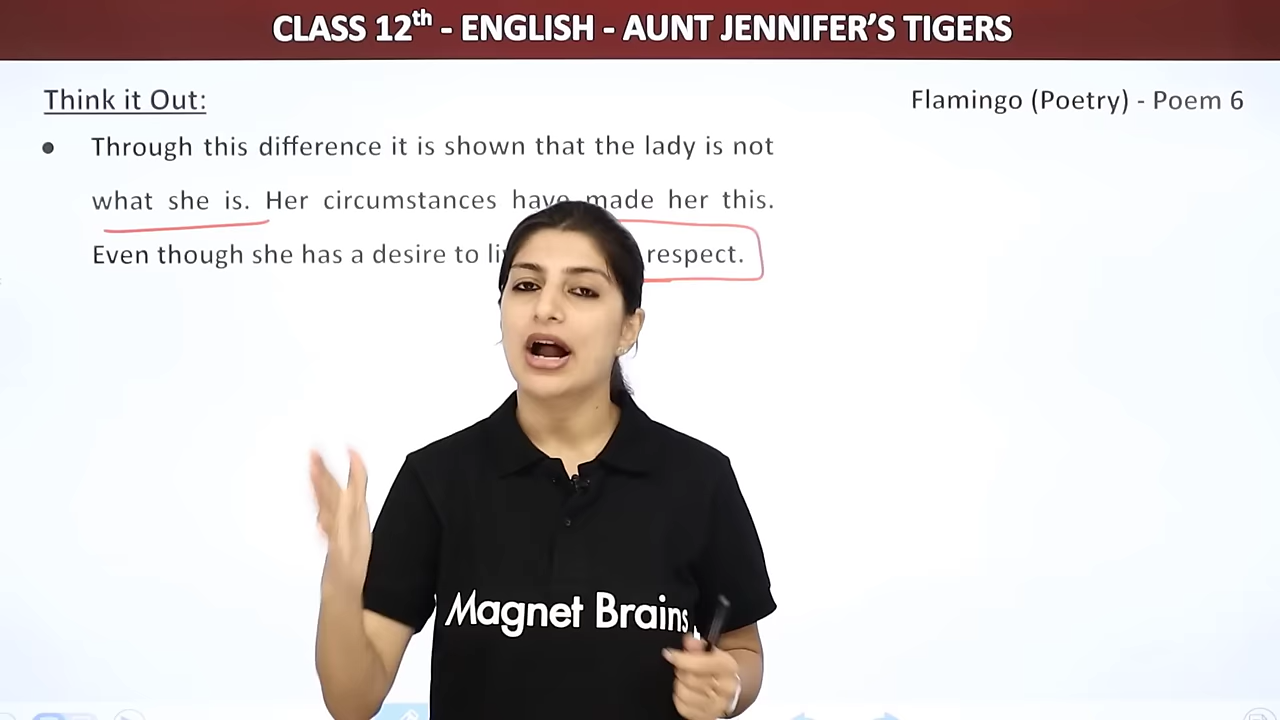 CLASS 12th - ENGLISH - AUNT JENNIFER'S TIGERS
Think it Out:
Flamingo (Poetry) - Poem 6
• Through this difference it is shown that the lady is not
what she is. Her circumstances have made her this.
Even though she has a desire to respect.
Magnet Brains